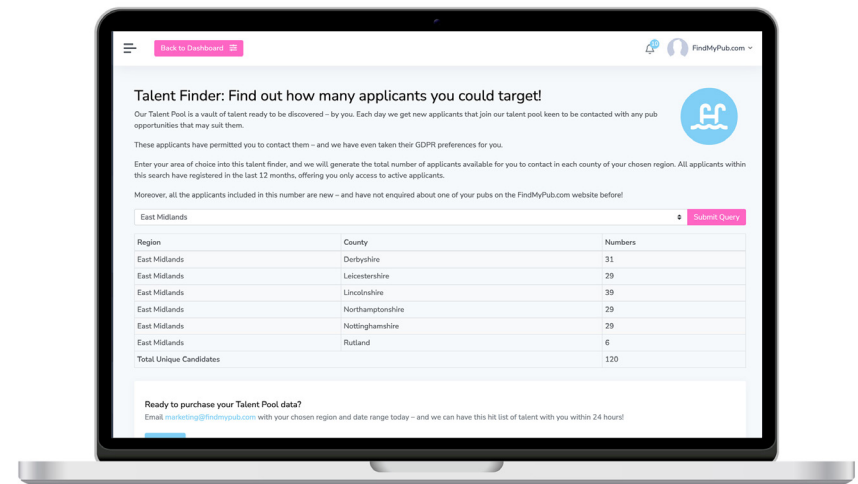 Back to Dashboard
FindMyPub.com
Talent Finder: Find out how many applicants you could target!
Our Talent Pool is a vault of talent ready to be discovered – by you. Each day we get new applicants that join our talent pool keen to be contacted with any pub
opportunities that may suit them.
These applicants have permitted you to contact them – and we have even taken their GDPR preferences for you.
Enter your area of choice into this talent finder, and we will generate the total number of applicants available for you to contact in each county of your chosen region. All applicants within
this search have registered in the last 12 months, offering you only access to active applicants.
Moreover, all the applicants included in this number are new – and have not enquired about one of your pubs on the FindMyPub.com website before!
East Midlands Submit Query
Region County Numbers
East Midlands Derbyshire 31
East Midlands Leicestershire 29
East Midlands Lincolnshire 39
East Midlands Northamptonshire 29
East Midlands Nottinghamshire 29
East Midlands Rutland 6
Total Unique Candidates 120
Ready to purchase your Talent Pool data?
Email marketing@findmypub.com with your chosen region and date range today – and we can have this hit list of talent with you within 24 hours!